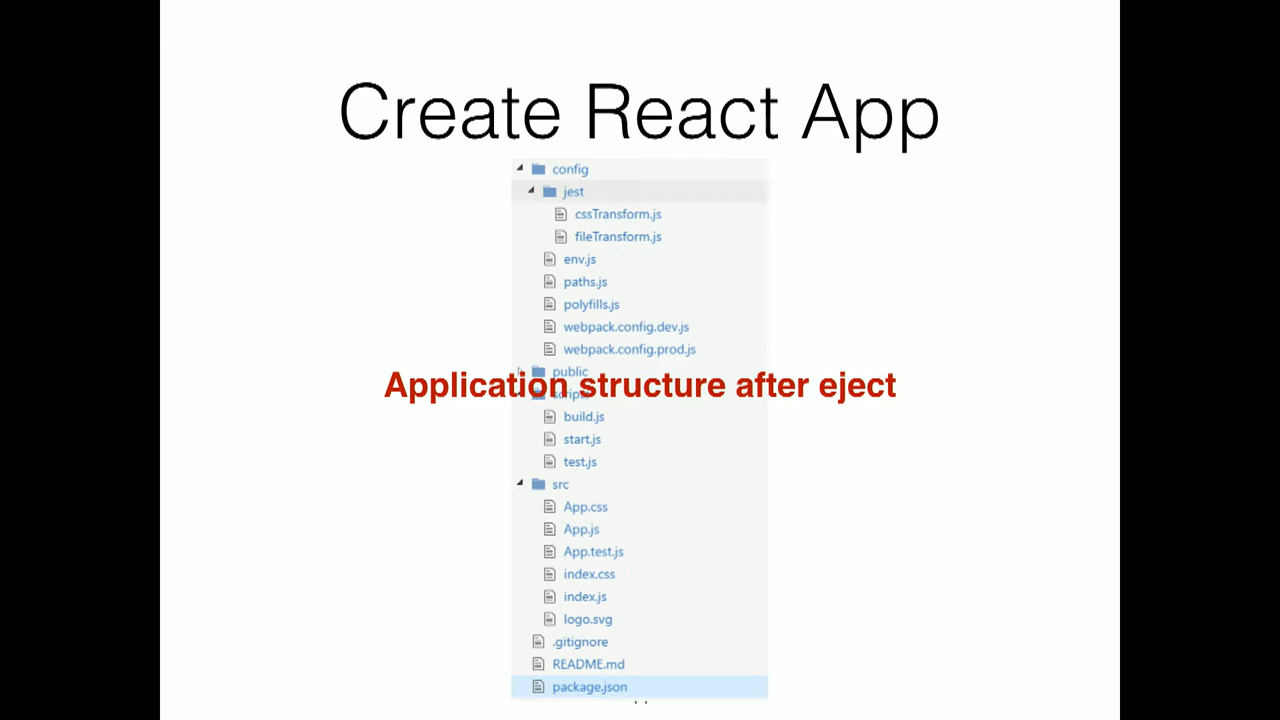 Create React App
config
jest
cssTransform.js
fileTransform.js
env.js
paths.js
polyfills.js
webpack.config.dev.js
webpack.config.prod.js
public
Application structure after eject
scripts
build.js
start.js
test.js
src
App.css
App.js
App.test.js
index.css
index.js
logo.svg
.gitignore
README.md
package.json